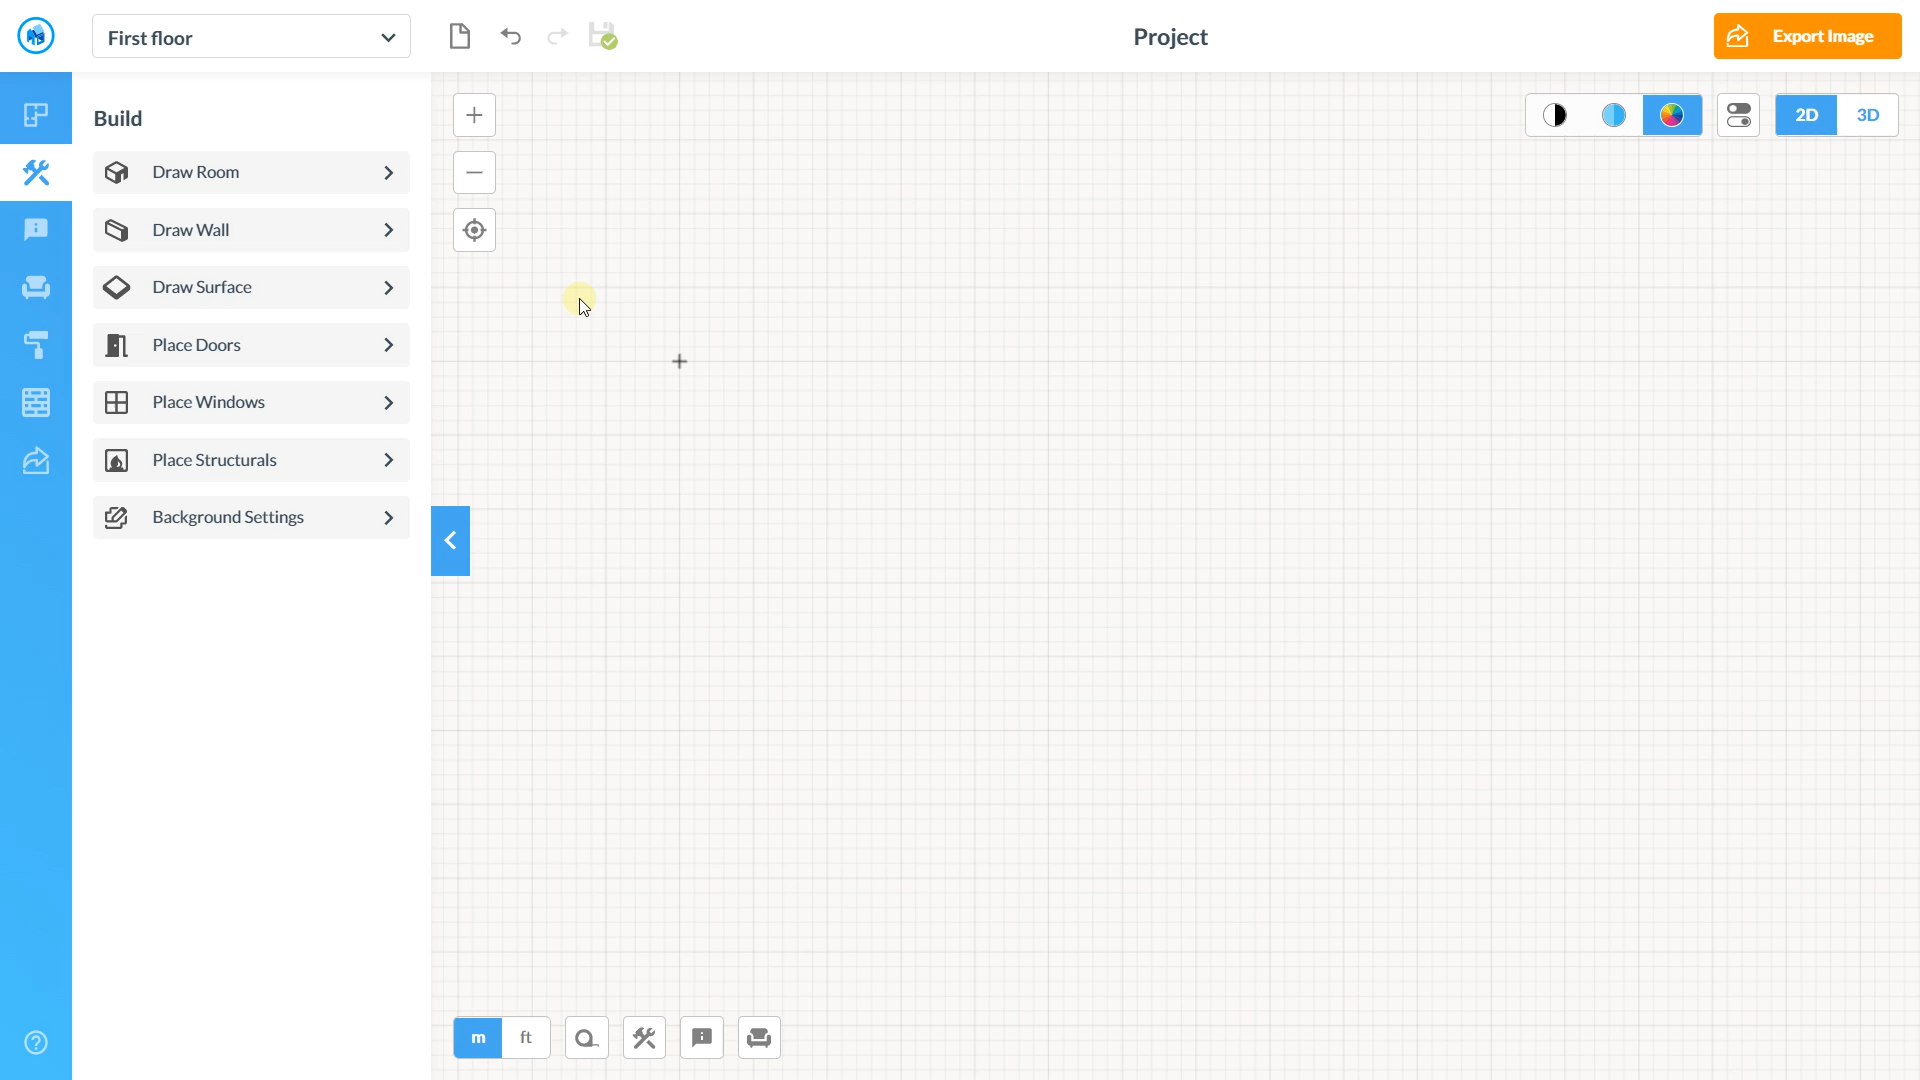 First floor
Project
Export Image
Build
2D
3D
Draw Room
Draw Wall
Draw Surface
Place Doors
Place Windows
Place Structurals
Background Settings
m
ft